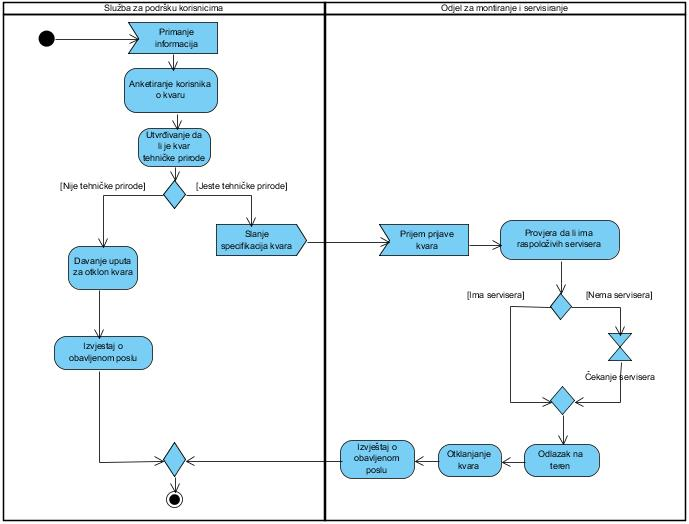 Služba za podršku korisnicima
Odjel za montiranje i servisiranje
Primanje
informacija
Anketiranje korisnika
o kvaru
Utvrđivanje da
li je kvar
tehničke prirode
[Nije tehničke prirode]
[Jeste tehničke prirode]
Slanje
specifikacija kvara
Prijem prijave
kvara
Provjera da li ima
raspoloživih servisera
Davanje uputa
za otklon kvara
[Ima servisera]
[Nema servisera]
Izvjestaj o
obavljenom poslu
Čekanje servisera
Izvještaj o
obavljenom
poslu
Otklanjanje
kvara
Odlazak na
teren